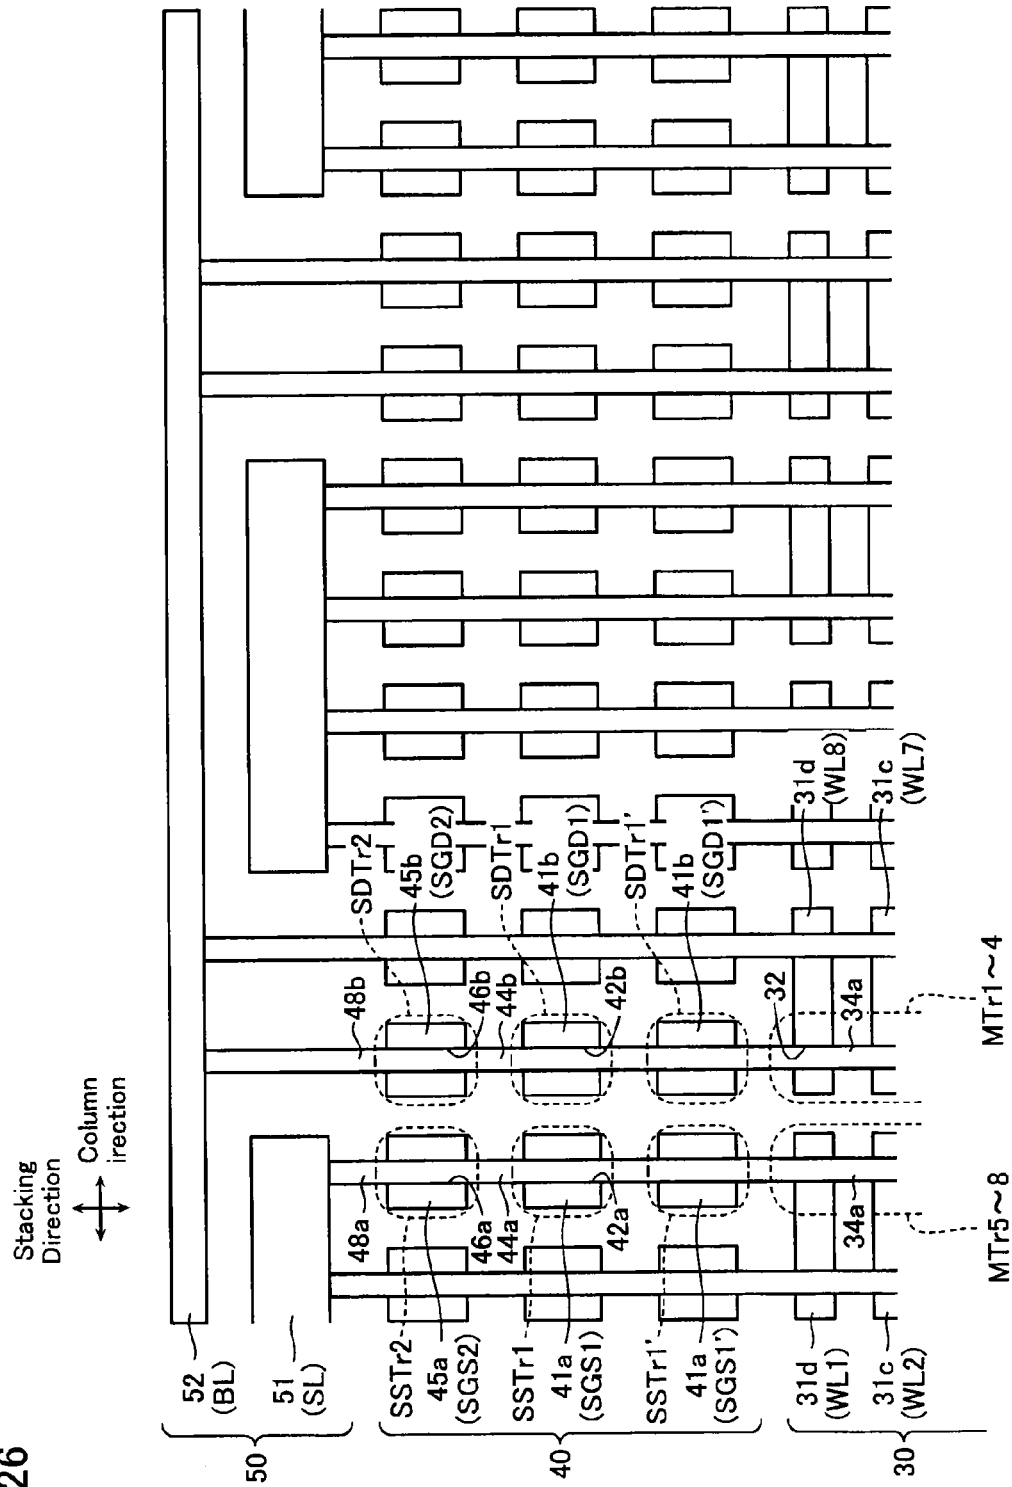 26
Stacking
Direction
Column
irection
50
52
(BL)
51
(SL)
48a
48b
SDTr2
45b
(SGD2)
SSTr2
45a
(SGS2)
46a
46b
44a
44b
SDTr1
41b
(SGD1)
40
SSTr1
41a
(SGS1)
42a
42b
SDTr1'
41b
(SGD1')
SSTr1'
41a
(SGS1')
32
31d
(WL8)
31c
(WL7)
30
31d
(WL1)
31c
(WL2)
34a
34a
MTr5~8
MTr1~4